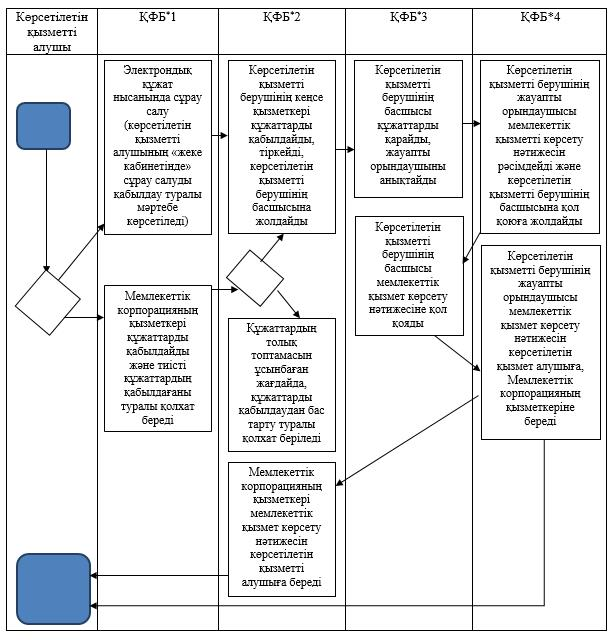 Көрсетілетін
қызметті
алушы
ҚФБ*1
ҚФБ*2
ҚФБ*3
ҚФБ*4
Электрондық
құжат
нысанында сұрау
салу
(көрсетілетін
қызметті
алушының «жеке
кабинетінде»
сұрау салуды
қабылдау туралы
мәртебе
көрсетіледі)
Мемлекеттік
корпорацияның
қызметкері
құжаттарды
қабылдайды
және тиісті
құжаттардың
қабылдағаны
туралы қолхат
береді
Көрсетілетін
қызметті
берушінің кеңсе
қызметкері
құжаттарды
қабылдайды,
тіркейді,
көрсетілетін
қызметті
берушінің
басшысына
жолдайды
Құжаттардың
толық
топтамасын
ұсынбаған
жағдайда,
құжаттарды
қабылдаудан бас
тарту туралы
қолхат беріледі
Мемлекеттік
корпорацияның
қызметкері
мемлекеттік
қызмет көрсету
нәтижесін
көрсетілетін
қызметті
алушыға береді
Көрсетілетін
қызметті
берушінің
басшысы
құжаттарды
қарайды,
жауапты
орындаушыны
анықтайды
Көрсетілетін
қызметті
берушінің
басшысы
мемлекеттік
қызмет көрсету
нәтижесіне қол
қояды
Көрсетілетін
қызметті берушінің
жауапты
орындаушысы
мемлекеттік
қызметті көрсету
нәтижесін
рәсімдейді және
көрсетілетін
қызметті берушінің
басшысына қол
қоюға жолдайды
Көрсетілетін
қызметті берушінің
жауапты
орындаушысы
мемлекеттік
қызмет көрсету
нәтижесін
көрсетілетін
қызмет алушыға,
Мемлекеттік
корпорацияның
қызметкеріне
береді